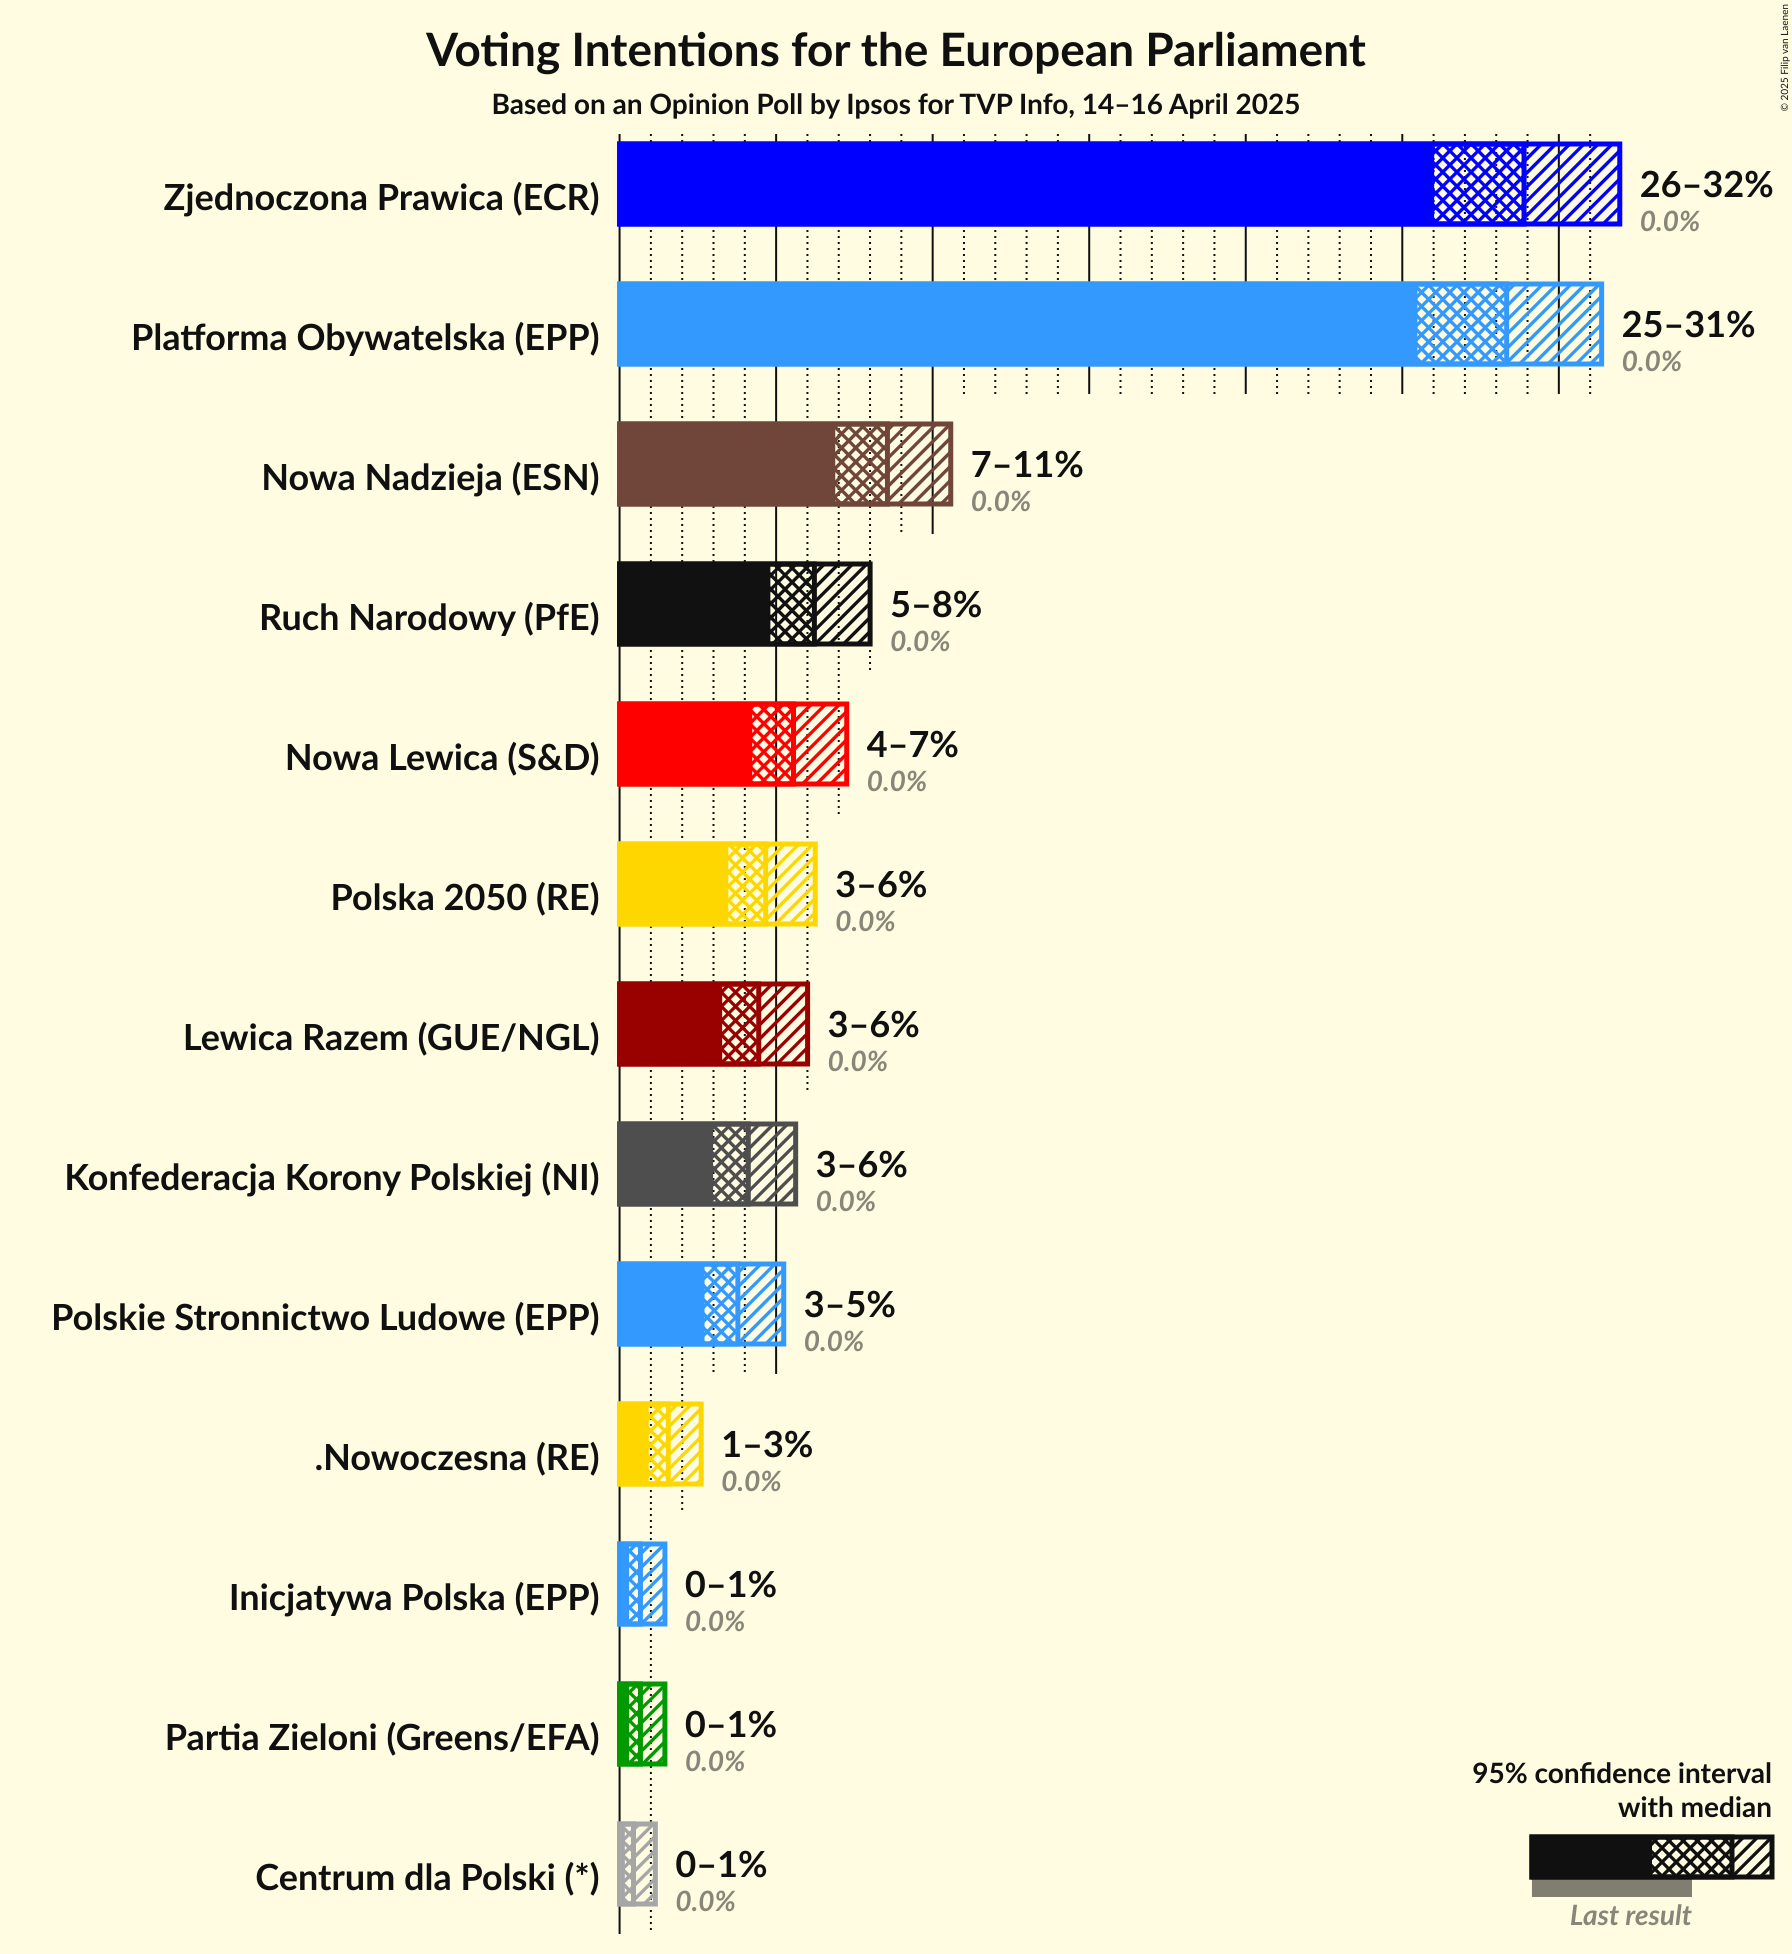 Voting Intentions for the European Parliament
Based on an Opinion Poll by Ipsos for TVP Info, 14–16 April 2025
© 2025 Filip van Laenen
Zjednoczona Prawica (ECR)
26–32%
0.0%
Platforma Obywatelska (EPP)
25–31%
0.0%
Nowa Nadzieja (ESN)
7–11%
0.0%
Ruch Narodowy (PfE)
5–8%
0.0%
Nowa Lewica (S&D)
4–7%
0.0%
Polska 2050 (RE)
3–6%
0.0%
Lewica Razem (GUE/NGL)
3–6%
0.0%
Konfederacja Korony Polskiej (NI)
3–6%
0.0%
Polskie Stronnictwo Ludowe (EPP)
3–5%
0.0%
.Nowoczesna (RE)
1–3%
0.0%
Inicjatywa Polska (EPP)
0–1%
0.0%
Partia Zieloni (Greens/EFA)
0–1%
0.0%
Centrum dla Polski (*)
0–1%
0.0%
95% confidence interval
with median
Last result